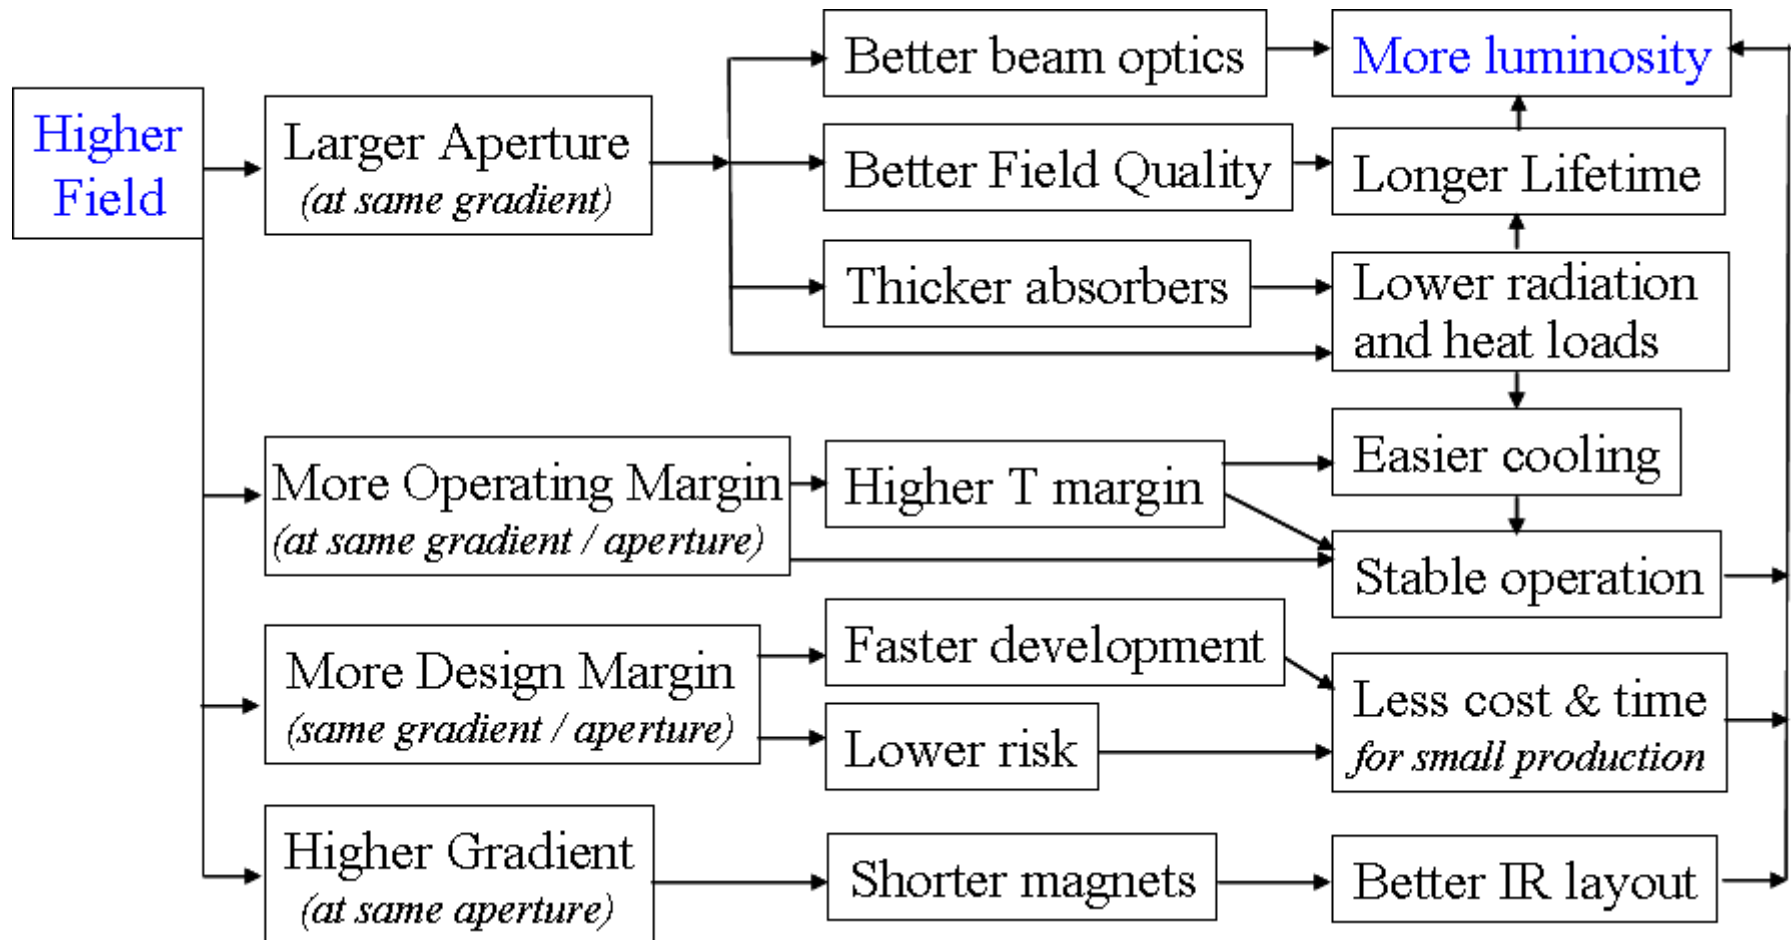 Higher
Field
Larger Aperture
(at same gradient)
Better beam optics
More luminosity
Better Field Quality
Longer Lifetime
Thicker absorbers
Lower radiation
and heat loads
More Operating Margin
(at same gradient / aperture)
Higher T margin
Easier cooling
Stable operation
More Design Margin
(same gradient / aperture)
Faster development
Lower risk
Less cost & time
for small production
Higher Gradient
(at same aperture)
Shorter magnets
Better IR layout